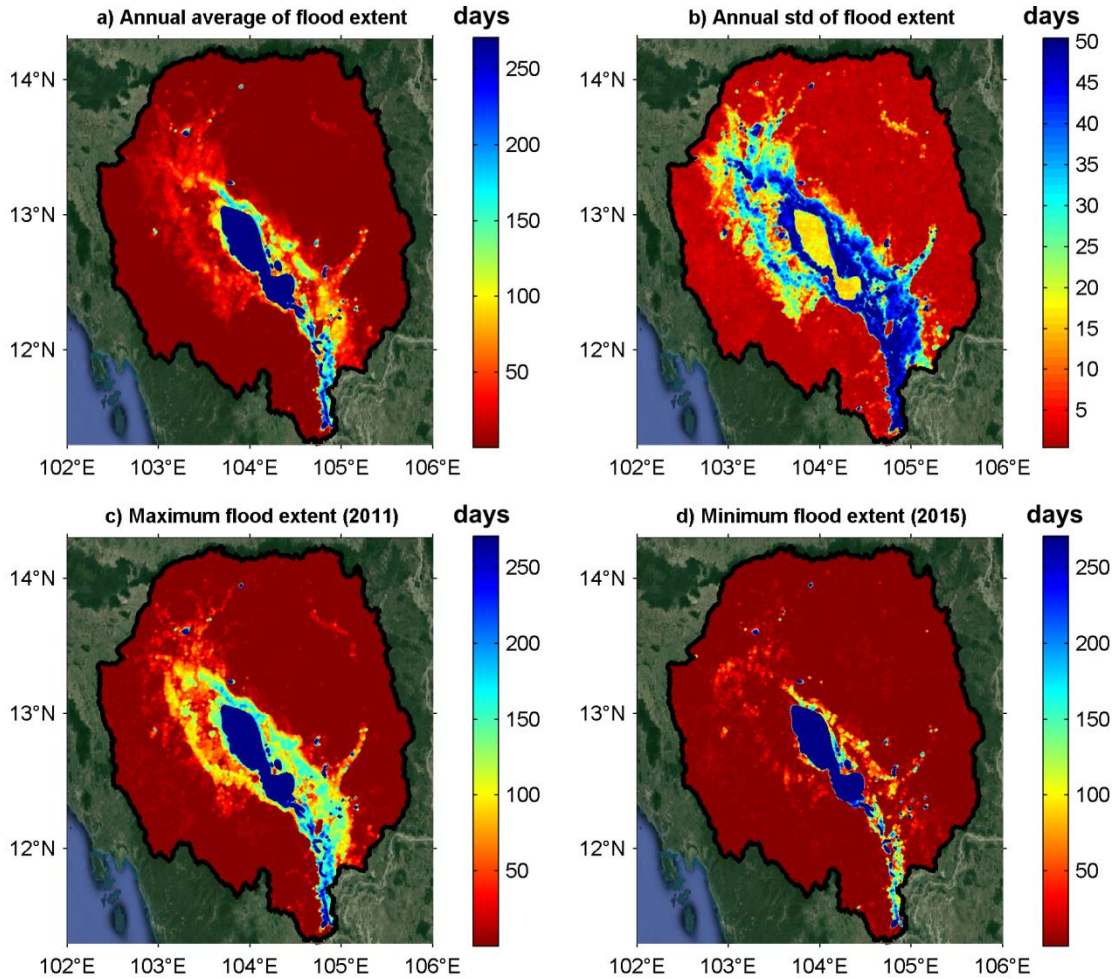 a) Annual average of flood extent days
14°N
13°N
12°N
102°E 103°E 104°E 105°E 106°E
250
200
150
100
50
b) Annual std of flood extent days
14°N
13°N
12°N
102°E 103°E 104°E 105°E 106°E
50
45
40
35
30
25
20
15
10
5
c) Maximum flood extent (2011) days
14°N
13°N
12°N
102°E 103°E 104°E 105°E 106°E
250
200
150
100
50
d) Minimum flood extent (2015) days
14°N
13°N
12°N
102°E 103°E 104°E 105°E 106°E
250
200
150
100
50